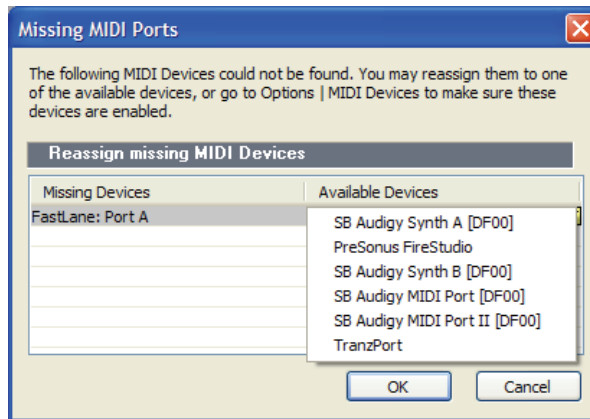 Missing MIDI Ports
The following MIDI Devices could not be found. You may reassign them to one
of the available devices, or go to Options | MIDI Devices to make sure these
devices are enabled.
Reassign missing MIDI Devices
Missing Devices Available Devices
FastLane: Port A
SB Audigy Synth A [DF00]
PreSonus FireStudio
SB Audigy Synth B [DF00]
SB Audigy MIDI Port [DF00]
SB Audigy MIDI Port II [DF00]
TranzPort
OK Cancel